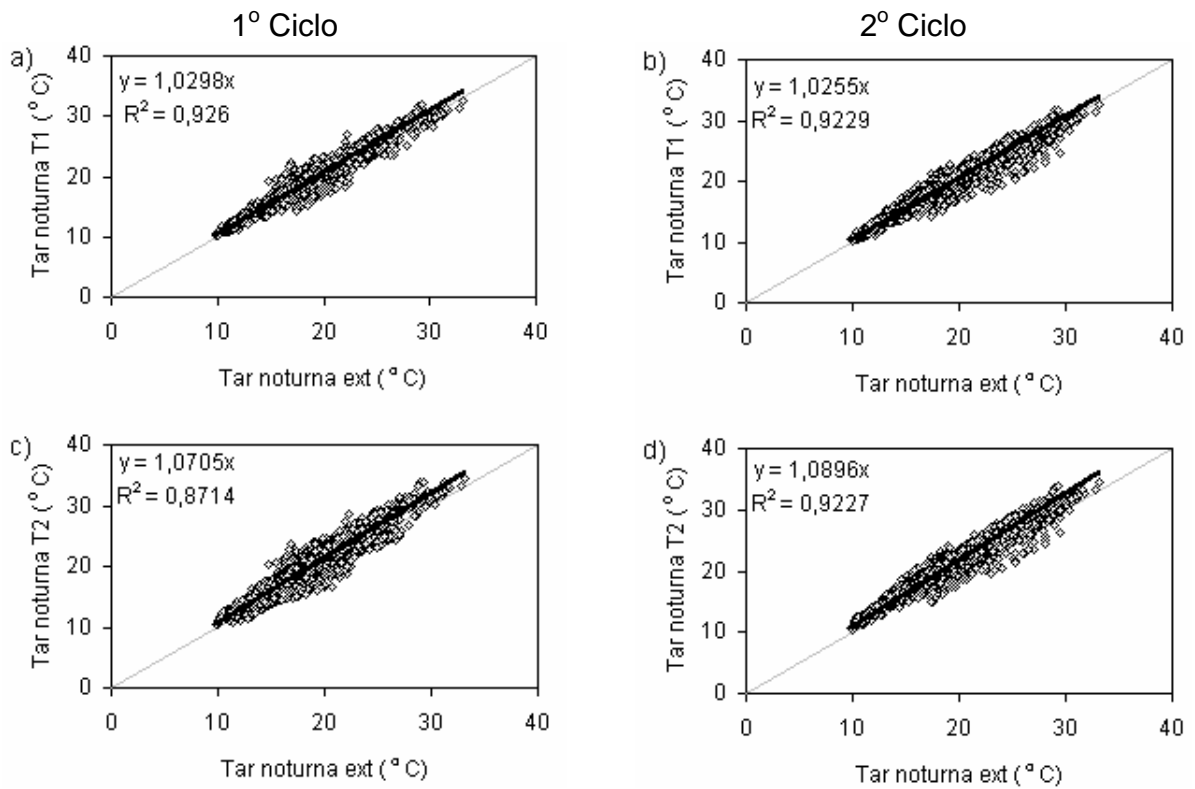 1º Ciclo
2º Ciclo
a)
y = 1,0298x
R² = 0,926
Tar noturna T1 (º C)
40
30
20
10
0
0 10 20 30 40
Tar noturna ext (ª C)
b)
y = 1,0255x
R² = 0,9229
Tar noturna T1 (º C)
40
30
20
10
0
0 10 20 30 40
Tar noturna ext (ª C)
c)
y = 1,0705x
R² = 0,8714
Tar noturna T2 (º C)
40
30
20
10
0
0 10 20 30 40
Tar noturna ext (ª C)
d)
y = 1,0896x
R² = 0,9227
Tar noturna T2 (º C)
40
30
20
10
0
0 10 20 30 40
Tar noturna ext (ª C)